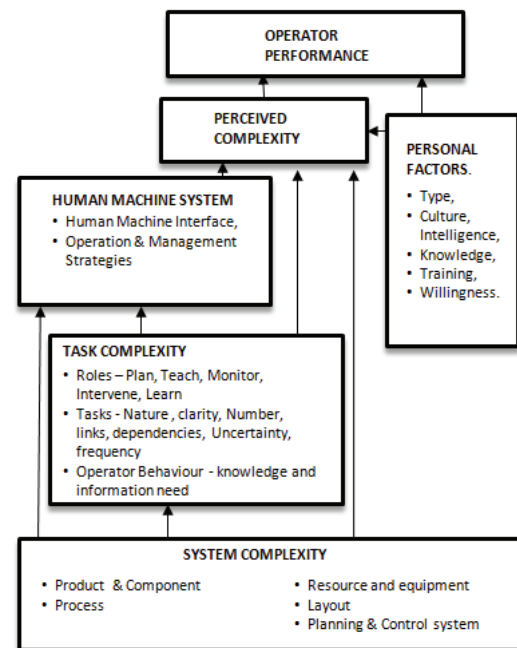 OPERATOR
PERFORMANCE
PERCEIVED
COMPLEXITY
PERSONAL
FACTORS.
• Type,
• Culture,
Intelligence,
• Knowledge,
• Training,
• Willingness.
HUMAN MACHINE SYSTEM
• Human Machine Interface,
• Operation & Management
Strategies
TASK COMPLEXITY
• Roles – Plan, Teach, Monitor,
Intervene, Learn
• Tasks - Nature , clarity, Number,
links, dependencies, Uncertainty,
frequency
• Operator Behaviour - knowledge and
information need
SYSTEM COMPLEXITY
• Product & Component
• Process
• Resource and equipment
• Layout
• Planning & Control system